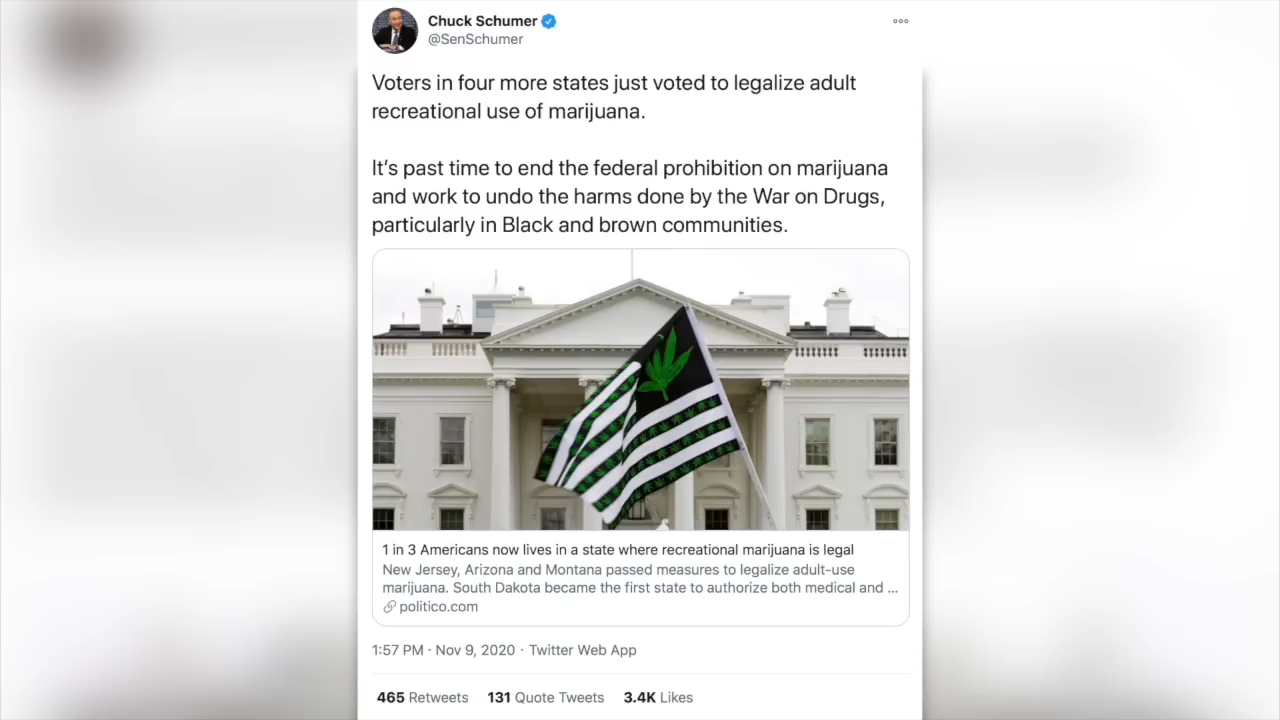 Chuck Schumer
@SenSchumer
Voters in four more states just voted to legalize adult
recreational use of marijuana.
It's past time to end the federal prohibition on marijuana
and work to undo the harms done by the War on Drugs,
particularly in Black and brown communities.
1 in 3 Americans now lives in a state where recreational marijuana is legal
New Jersey, Arizona and Montana passed measures to legalize adult-use
marijuana. South Dakota became the first state to authorize both medical and ...
politico.com
1:57 PM · Nov 9, 2020 · Twitter Web App
465 Retweets 131 Quote Tweets 3.4K Likes